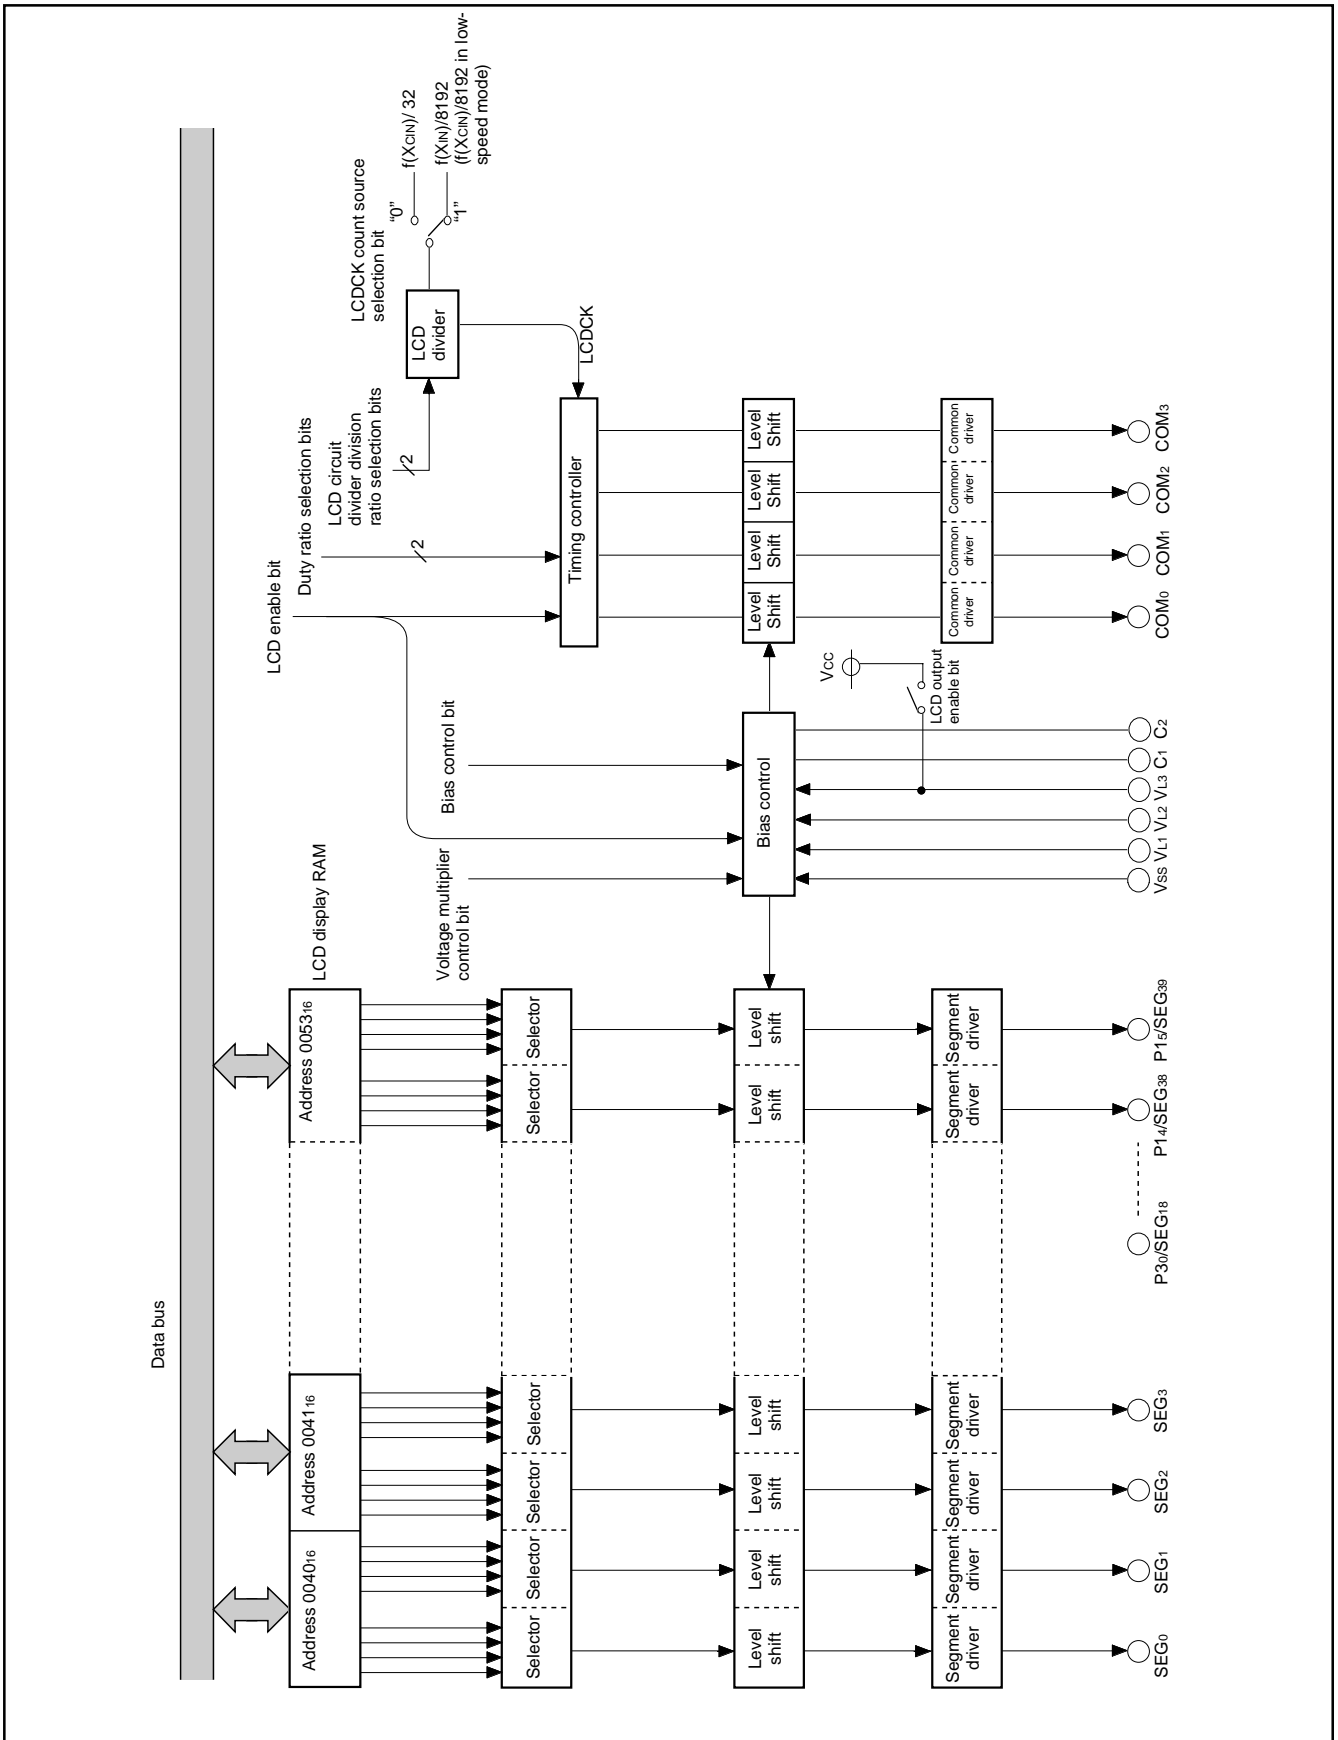 Data bus
LCD enable bit
Duty ratio selection bits
LCD circuit
divider division
ratio selection bits
2
2
LCDCK count source
selection bit
“0”
“1”
f(XCIN)/ 32
f(XIN)/8192
(f(XCIN)/8192 in low-
speed mode)
LCD
divider
LCDCK
LCD display RAM
Address 004016
Address 004116
Address 005316
Voltage multiplier
control bit
Bias control bit
Timing controller
Selector
Selector
Selector
Selector
Selector
Selector
Level
shift
Level
shift
Level
shift
Level
shift
Level
shift
Level
shift
Bias control
Level
Shift
Level
Shift
Level
Shift
Level
Shift
VCC
LCD output
enable bit
Segment
driver
Segment
driver
Segment
driver
Segment
driver
Segment
driver
Segment
driver
Common
driver
Common
driver
Common
driver
Common
driver
SEG0
SEG1
SEG2
SEG3
P30/SEG18
P14/SEG38
P15/SEG39
VSS
VL1
VL2
VL3
C1
C2
COM0
COM1
COM2
COM3